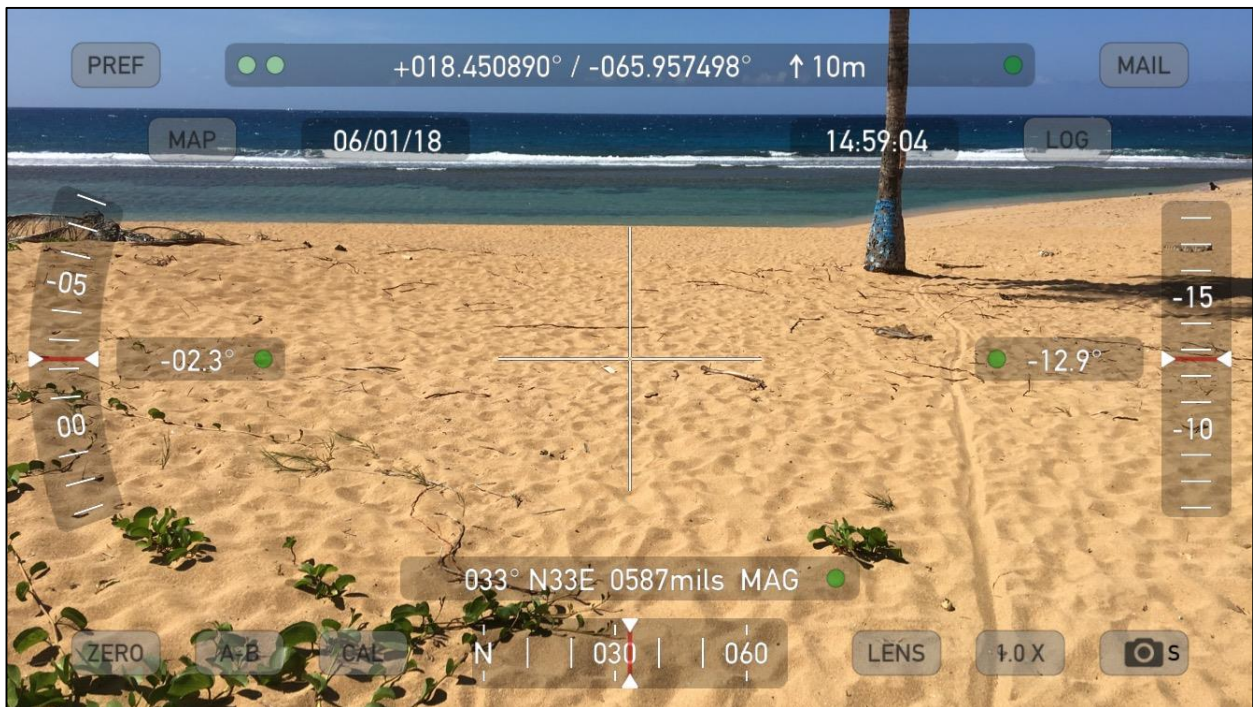 PREF +018.450890° / -065.957498° ↑ 10m MAIL
MAP 06/01/18 14:59:04 LOG
-05 -15
-02.3° -12.9°
00 -10
033° N33E 0587mils MAG
ZERO A-B CAL N 030 060 LENS 1.0 X S